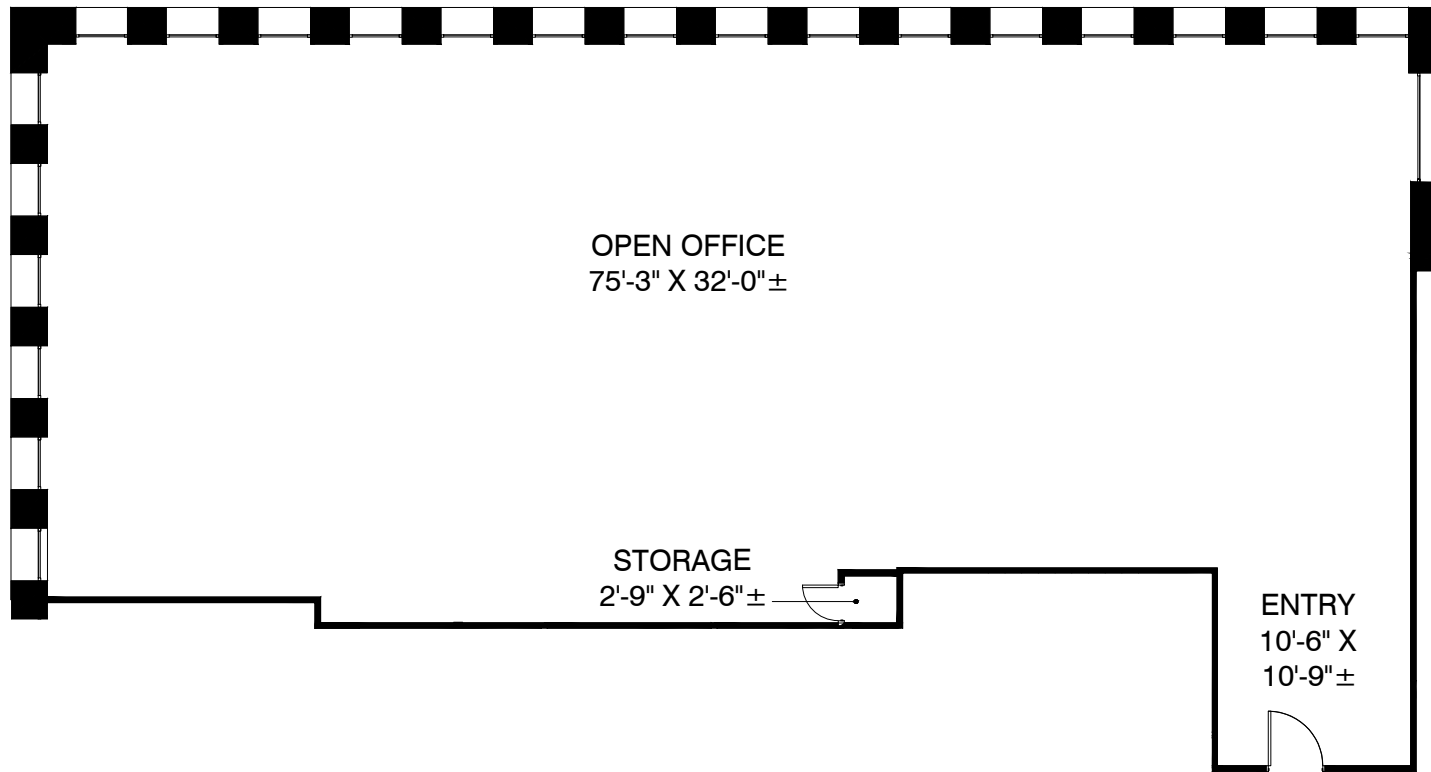 OPEN OFFICE
75'-3" X 32'-0"±
STORAGE
2'-9" X 2'-6"±
ENTRY
10'-6" X
10'-9"±